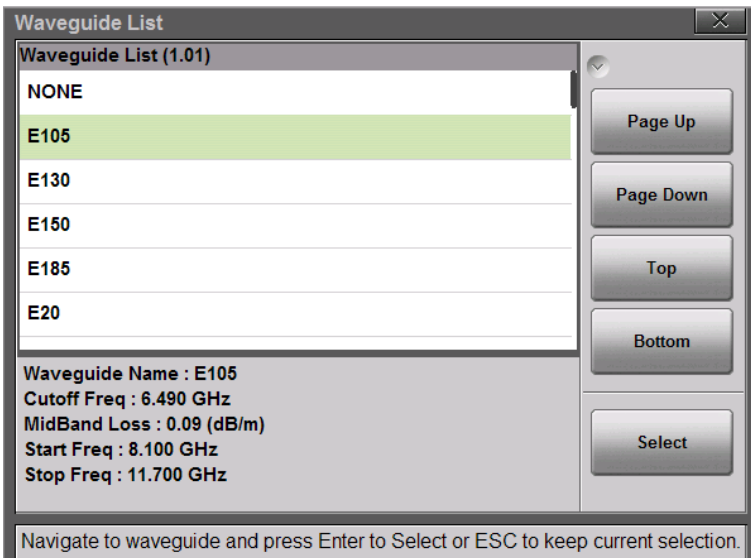 Waveguide List
Waveguide List (1.01)
NONE
E105
E130
E150
E185
E20
Waveguide Name : E105
Cutoff Freq : 6.490 GHz
MidBand Loss : 0.09 (dB/m)
Start Freq : 8.100 GHz
Stop Freq : 11.700 GHz
Page Up
Page Down
Top
Bottom
Select
Navigate to waveguide and press Enter to Select or ESC to keep current selection.